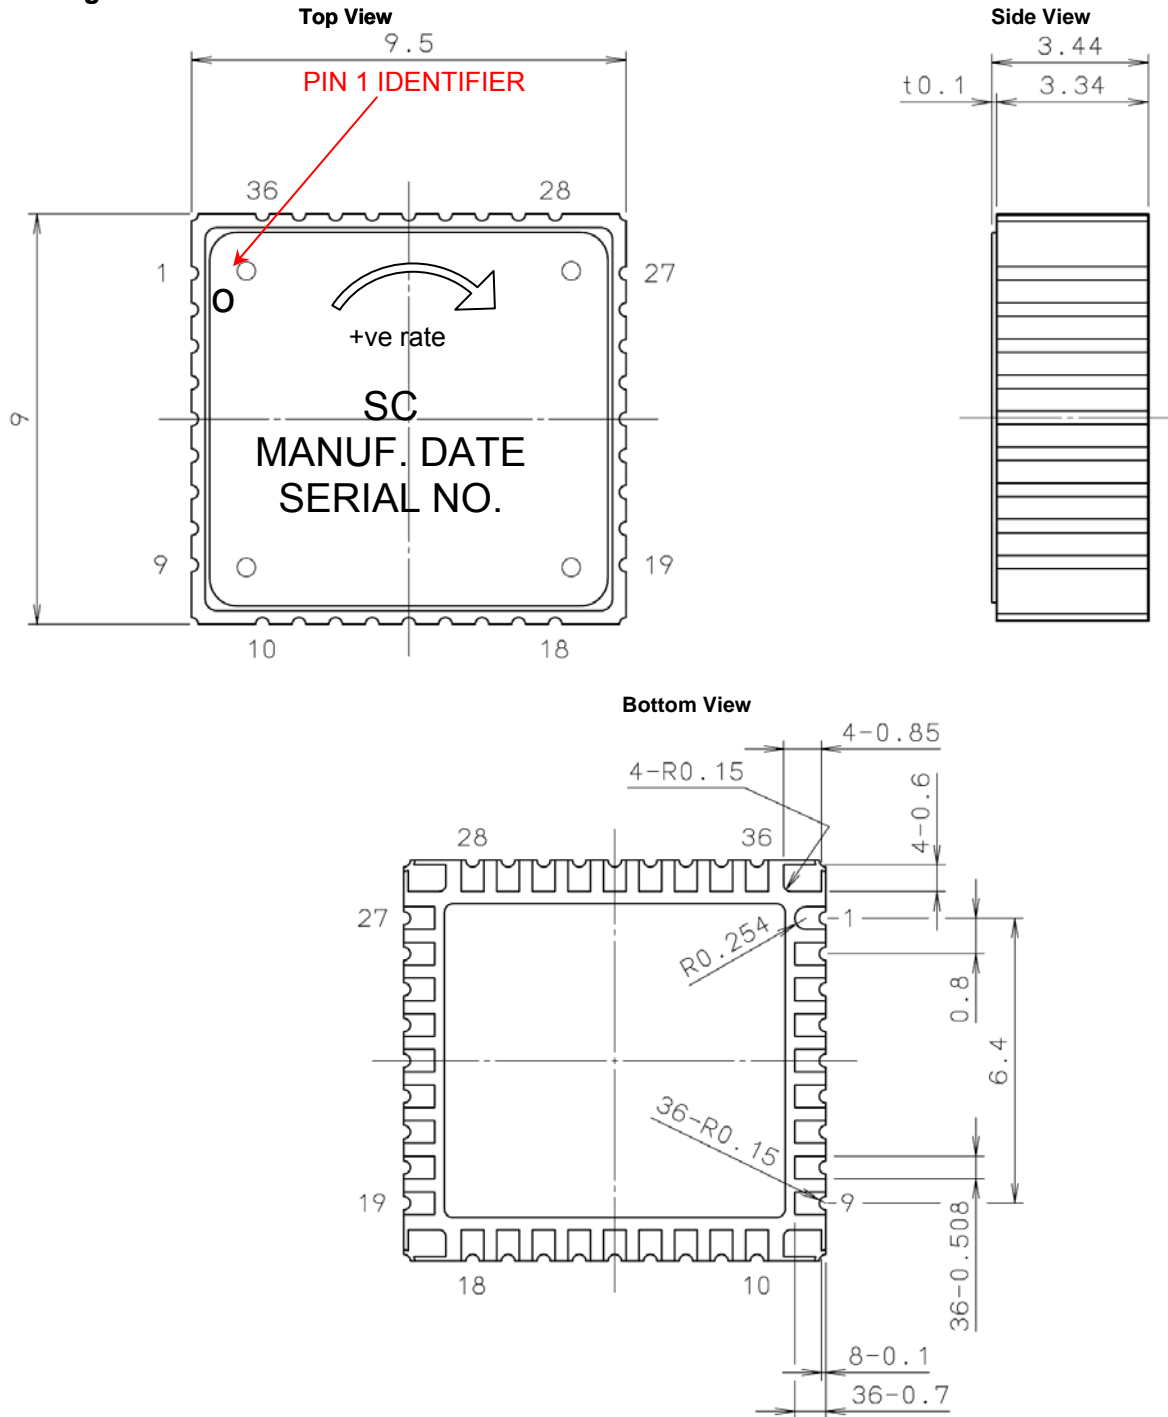 Top View
Side View
9.5
3.44
PIN 1 IDENTIFIER
t0.1
3.34
36
28
1
27
O
+ve rate
9
SC
MANUF. DATE
SERIAL NO.
9
19
10
18
Bottom View
4-0.85
4-R0.15
4-0.6
28
36
27
1
R0.254
0.8
6.4
36-R0.15
19
9
36-0.508
18
10
8-0.1
36-0.7